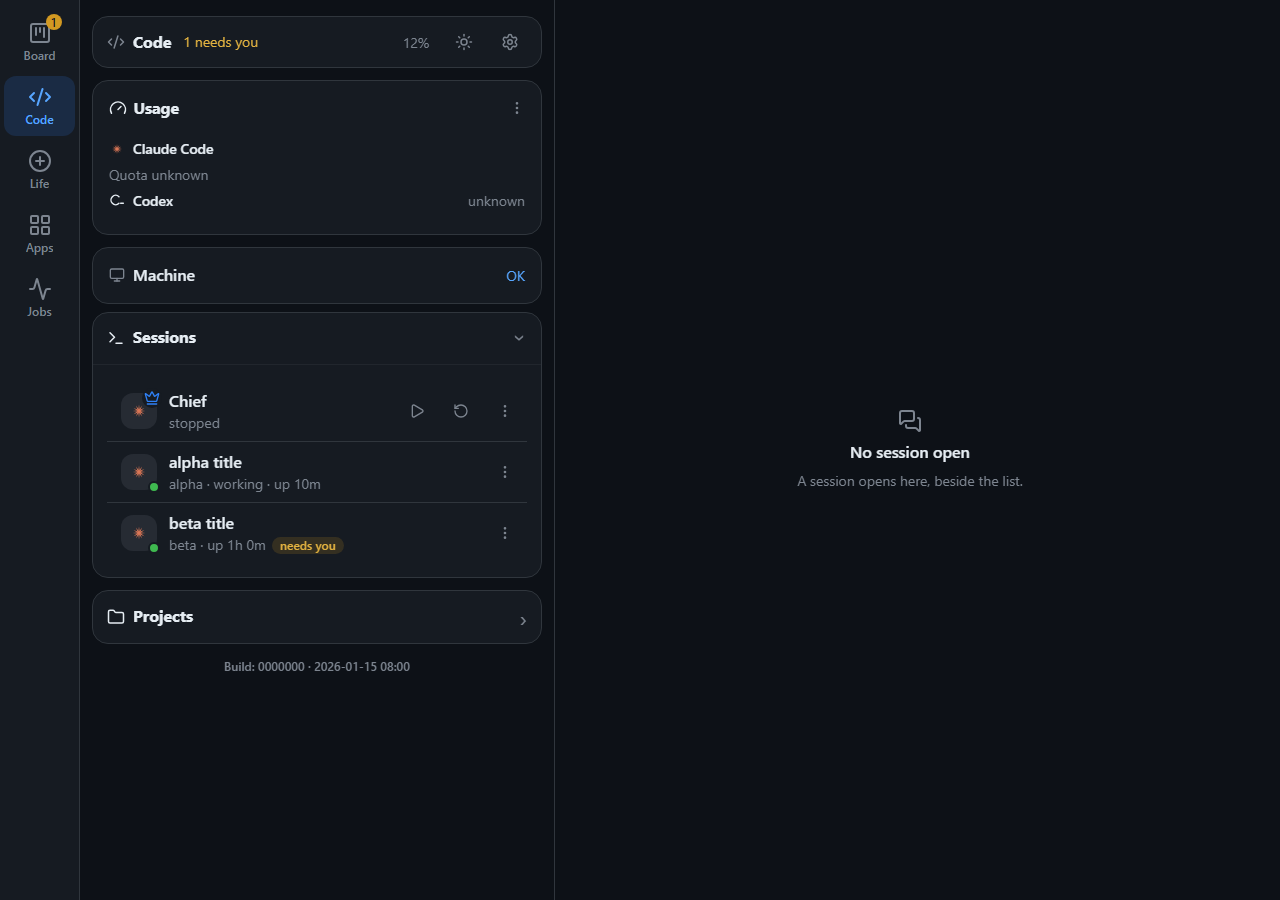 1
Board
Code
Life
Apps
Jobs
Code 1 needs you 12%
Usage
Claude Code
Quota unknown
Codex unknown
Machine OK
Sessions
Chief
stopped
alpha title
alpha · working · up 10m
beta title
beta · up 1h 0m needs you
Projects
Build: 0000000 · 2026-01-15 08:00
No session open
A session opens here, beside the list.